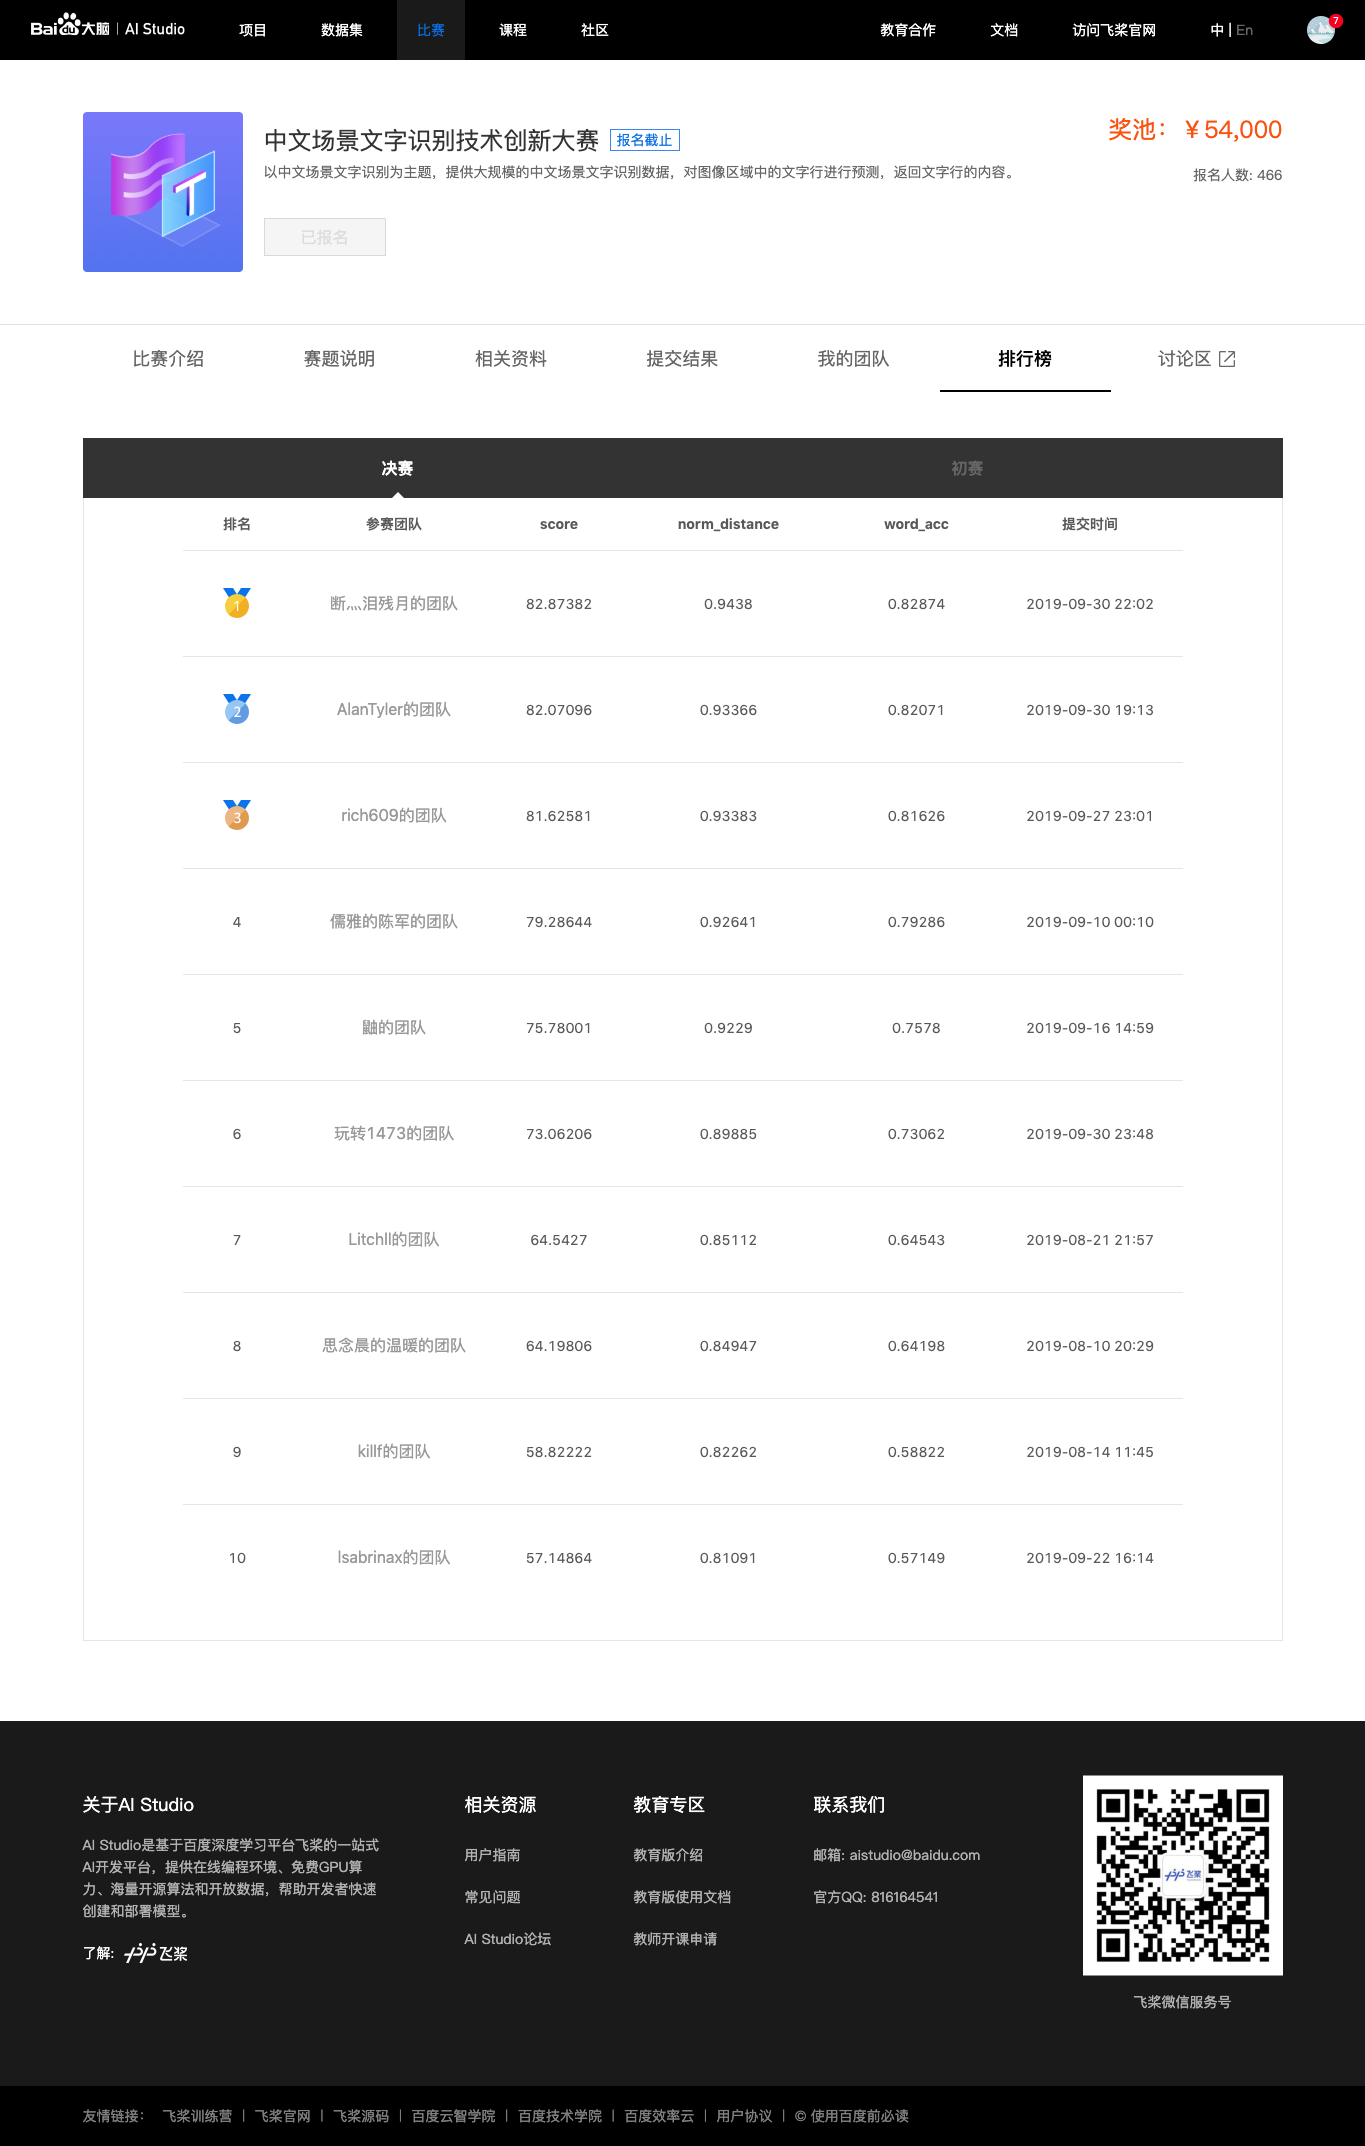 Baidu大脑 | AI Studio 项目 数据集 比赛 课程 社区 教育合作 文档 访问飞桨官网 中 | En 7
中文场景文字识别技术创新大赛 报名截止
奖池：￥54,000
以中文场景文字识别为主题，提供大规模的中文场景文字识别数据，对图像区域中的文字行进行预测，返回文字行的内容。
报名人数: 466
T
已报名
比赛介绍 赛题说明 相关资料 提交结果 我的团队 排行榜 讨论区
决赛 初赛
排名 参赛团队 score norm_distance word_acc 提交时间
1 断灬泪残月的团队 82.87382 0.9438 0.82874 2019-09-30 22:02
2 AlanTyler的团队 82.07096 0.93366 0.82071 2019-09-30 19:13
3 rich609的团队 81.62581 0.93383 0.81626 2019-09-27 23:01
4 儒雅的陈军的团队 79.28644 0.92641 0.79286 2019-09-10 00:10
5 鼬的团队 75.78001 0.9229 0.7578 2019-09-16 14:59
6 玩转1473的团队 73.06206 0.89885 0.73062 2019-09-30 23:48
7 Litchll的团队 64.5427 0.85112 0.64543 2019-08-21 21:57
8 思念晨的温暖的团队 64.19806 0.84947 0.64198 2019-08-10 20:29
9 killf的团队 58.82222 0.82262 0.58822 2019-08-14 11:45
10 lsabrinax的团队 57.14864 0.81091 0.57149 2019-09-22 16:14
关于AI Studio
AI Studio是基于百度深度学习平台飞桨的一站式
AI开发平台，提供在线编程环境、免费GPU算
力、海量开源算法和开放数据，帮助开发者快速
创建和部署模型。
了解: 飞桨
相关资源
用户指南
常见问题
AI Studio论坛
教育专区
教育版介绍
教育版使用文档
教师开课申请
联系我们
邮箱: aistudio@baidu.com
官方QQ: 816164541
飞桨
飞桨微信服务号
友情链接： 飞桨训练营 | 飞桨官网 | 飞桨源码 | 百度云智学院 | 百度技术学院 | 百度效率云 | 用户协议 | © 使用百度前必读